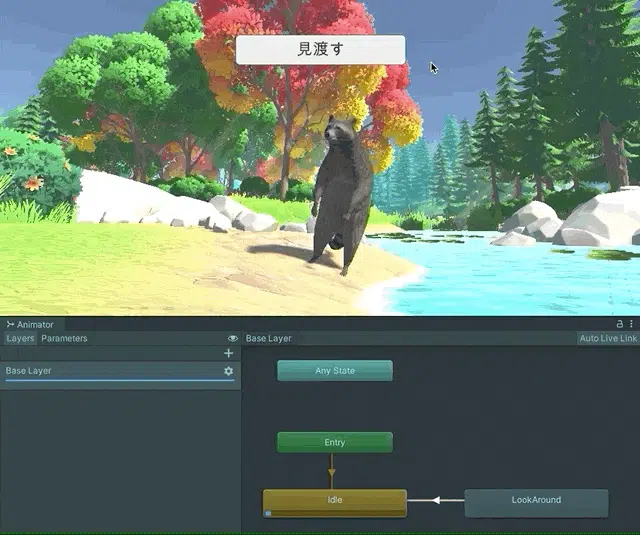 見渡す
Animator
Layers Parameters
Base Layer
Auto Live Link
Base Layer
Any State
Entry
Idle
LookAround